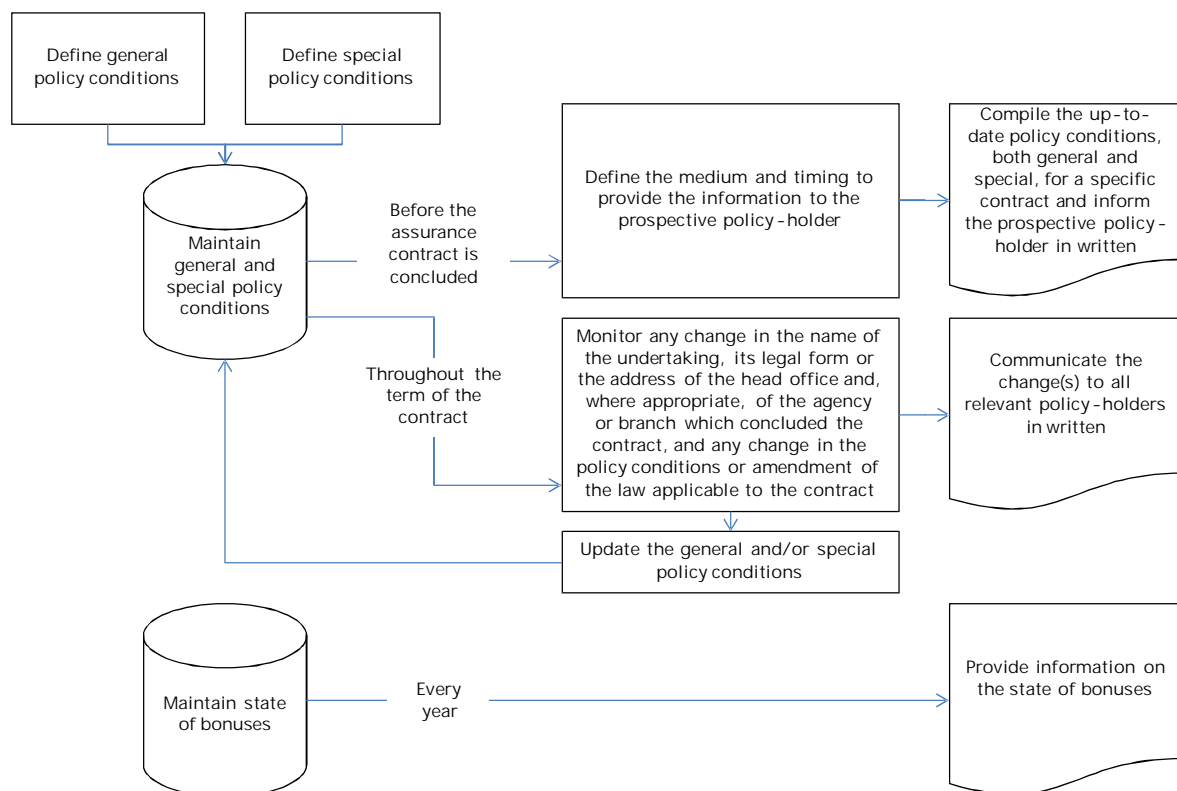 Define general
policy conditions
Define special
policy conditions
Maintain
general and
special policy
conditions
Before the
assurance
contract is
concluded
Define the medium and timing to
provide the information to the
prospective policy-holder
Compile the up-to-
date policy conditions,
both general and
special, for a specific
contract and inform
the prospective policy-
holder in written
Throughout the
term of the
contract
Monitor any change in the name of
the undertaking, its legal form or
the address of the head office and,
where appropriate, of the agency
or branch which concluded the
contract, and any change in the
policy conditions or amendment of
the law applicable to the contract
Communicate the
change(s) to all
relevant policy-holders
in written
Update the general and/or special
policy conditions
Maintain state
of bonuses
Every
year
Provide information on
the state of bonuses